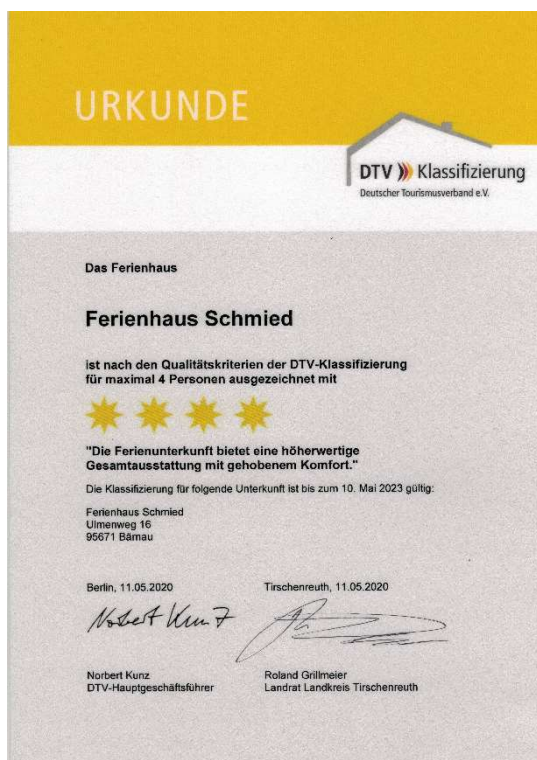 URKUNDE
DTV Klassifizierung
Deutscher Tourismusverband e.V.
Das Ferienhaus
Ferienhaus Schmied
ist nach den Qualitätskriterien der DTV-Klassifizierung
für maximal 4 Personen ausgezeichnet mit
"Die Ferienunterkunft bietet eine höherwertige
Gesamtausstattung mit gehobenem Komfort."
Die Klassifizierung für folgende Unterkunft ist bis zum 10. Mai 2023 gültig:
Ferienhaus Schmied
Ulmenweg 16
95671 Bärnau
Berlin, 11.05.2020
Tirschenreuth, 11.05.2020
Norbert Kunz
Norbert Kunz
DTV-Hauptgeschäftsführer
Roland Grillmeier
Landrat Landkreis Tirschenreuth